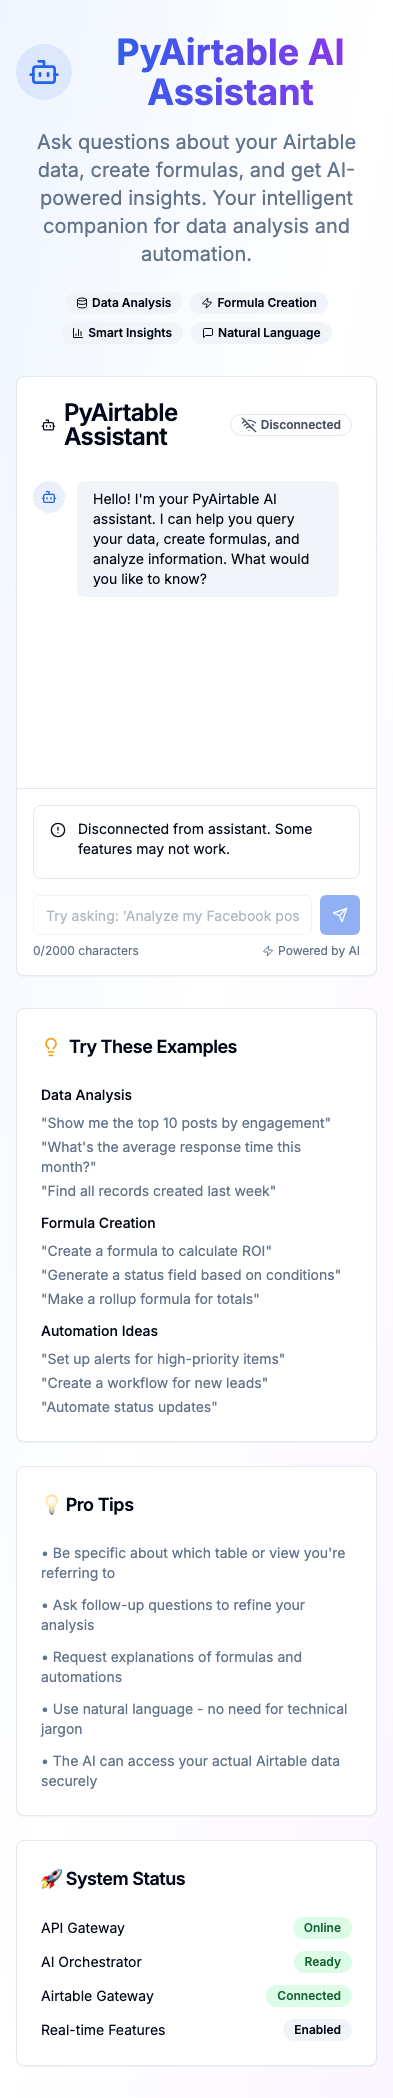 PyAirtable AI
Assistant
Ask questions about your Airtable
data, create formulas, and get AI-
powered insights. Your intelligent
companion for data analysis and
automation.
Data Analysis
Formula Creation
Smart Insights
Natural Language
PyAirtable
Assistant
Disconnected
Hello! I'm your PyAirtable AI
assistant. I can help you query
your data, create formulas, and
analyze information. What would
you like to know?
Disconnected from assistant. Some
features may not work.
Try asking: 'Analyze my Facebook pos
0/2000 characters
Powered by AI
Try These Examples
Data Analysis
"Show me the top 10 posts by engagement"
"What's the average response time this
month?"
"Find all records created last week"
Formula Creation
"Create a formula to calculate ROI"
"Generate a status field based on conditions"
"Make a rollup formula for totals"
Automation Ideas
"Set up alerts for high-priority items"
"Create a workflow for new leads"
"Automate status updates"
💡 Pro Tips
• Be specific about which table or view you're
referring to
• Ask follow-up questions to refine your
analysis
• Request explanations of formulas and
automations
• Use natural language - no need for technical
jargon
• The AI can access your actual Airtable data
securely
🚀 System Status
API Gateway
Online
AI Orchestrator
Ready
Airtable Gateway
Connected
Real-time Features
Enabled